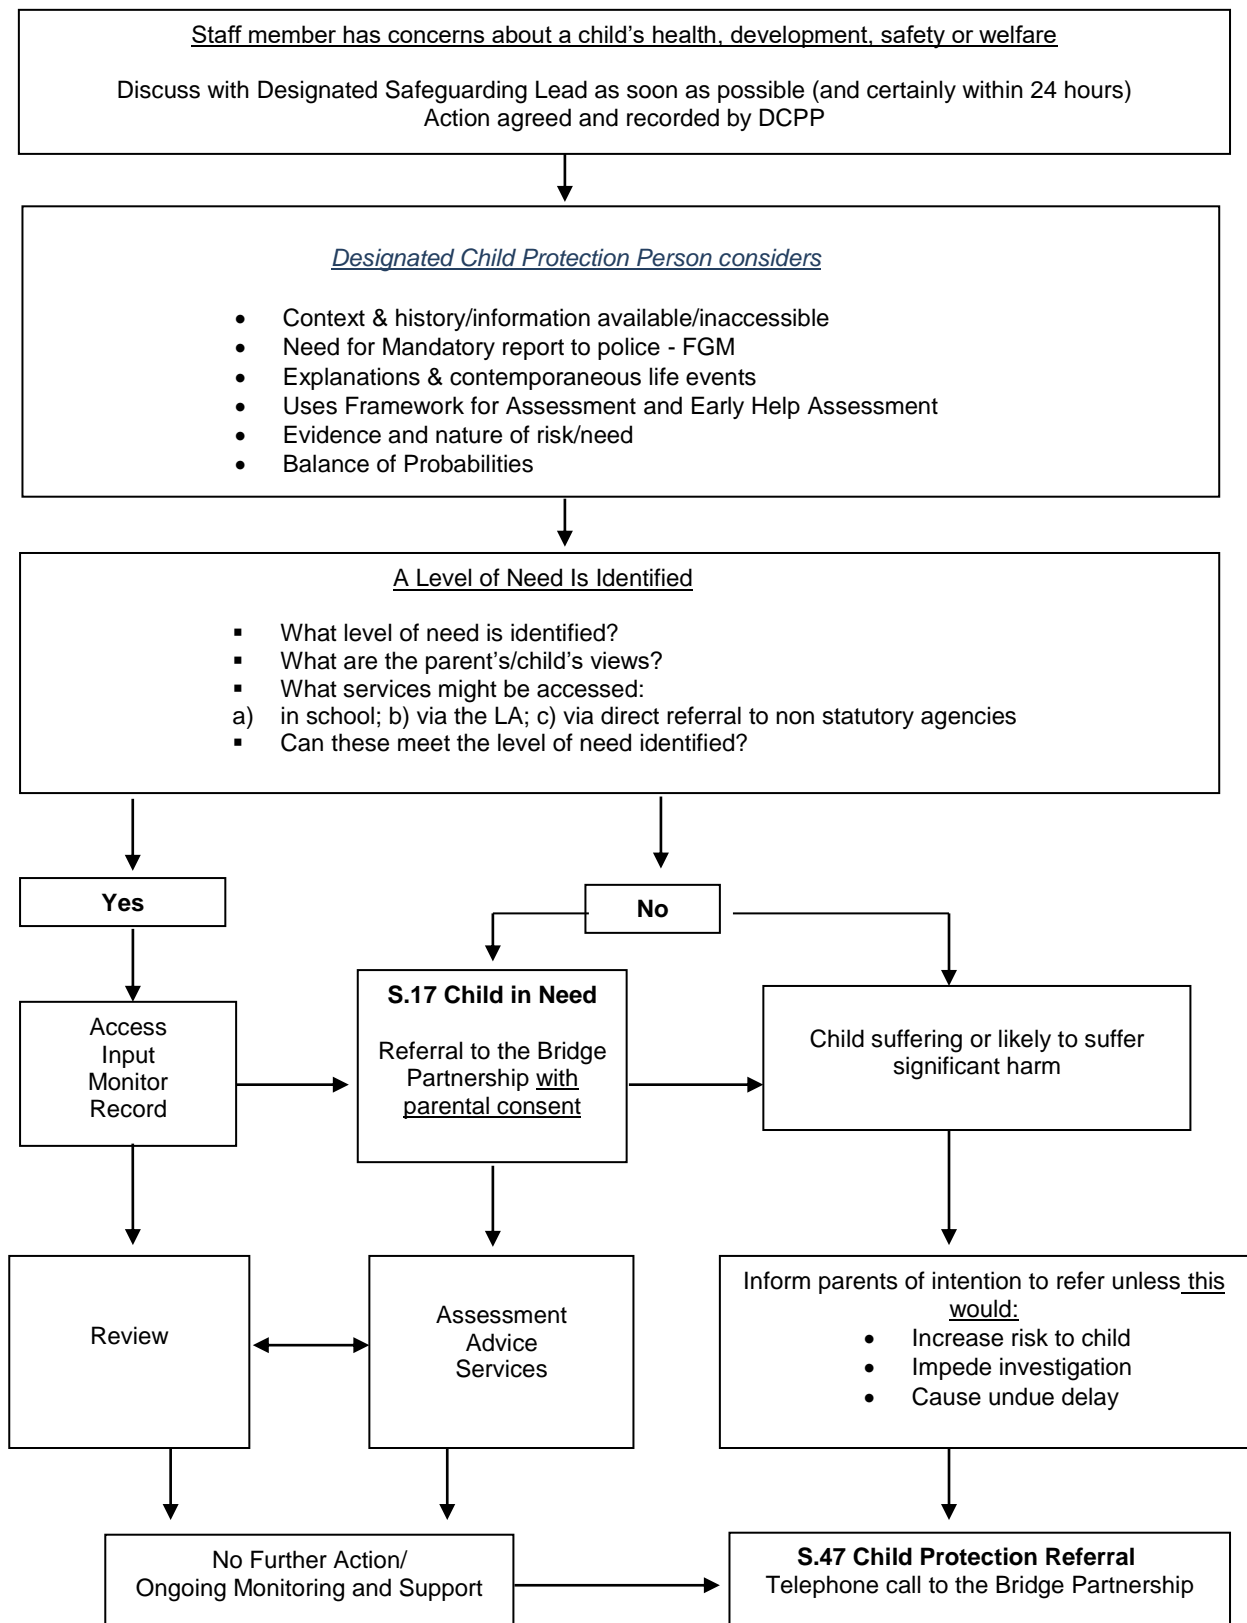 Staff member has concerns about a child’s health, development, safety or welfare
Discuss with Designated Safeguarding Lead as soon as possible (and certainly within 24 hours)
Action agreed and recorded by DCPP
Designated Child Protection Person considers
• Context & history/information available/inaccessible
• Need for Mandatory report to police - FGM
• Explanations & contemporaneous life events
• Uses Framework for Assessment and Early Help Assessment
• Evidence and nature of risk/need
• Balance of Probabilities
A Level of Need Is Identified
▪ What level of need is identified?
▪ What are the parent’s/child’s views?
▪ What services might be accessed:
a) in school; b) via the LA; c) via direct referral to non statutory agencies
▪ Can these meet the level of need identified?
Yes
No
Access
Input
Monitor
Record
S.17 Child in Need
Referral to the Bridge
Partnership with
parental consent
Child suffering or likely to suffer
significant harm
Review
Assessment
Advice
Services
Inform parents of intention to refer unless this
would:
• Increase risk to child
• Impede investigation
• Cause undue delay
No Further Action/
Ongoing Monitoring and Support
S.47 Child Protection Referral
Telephone call to the Bridge Partnership